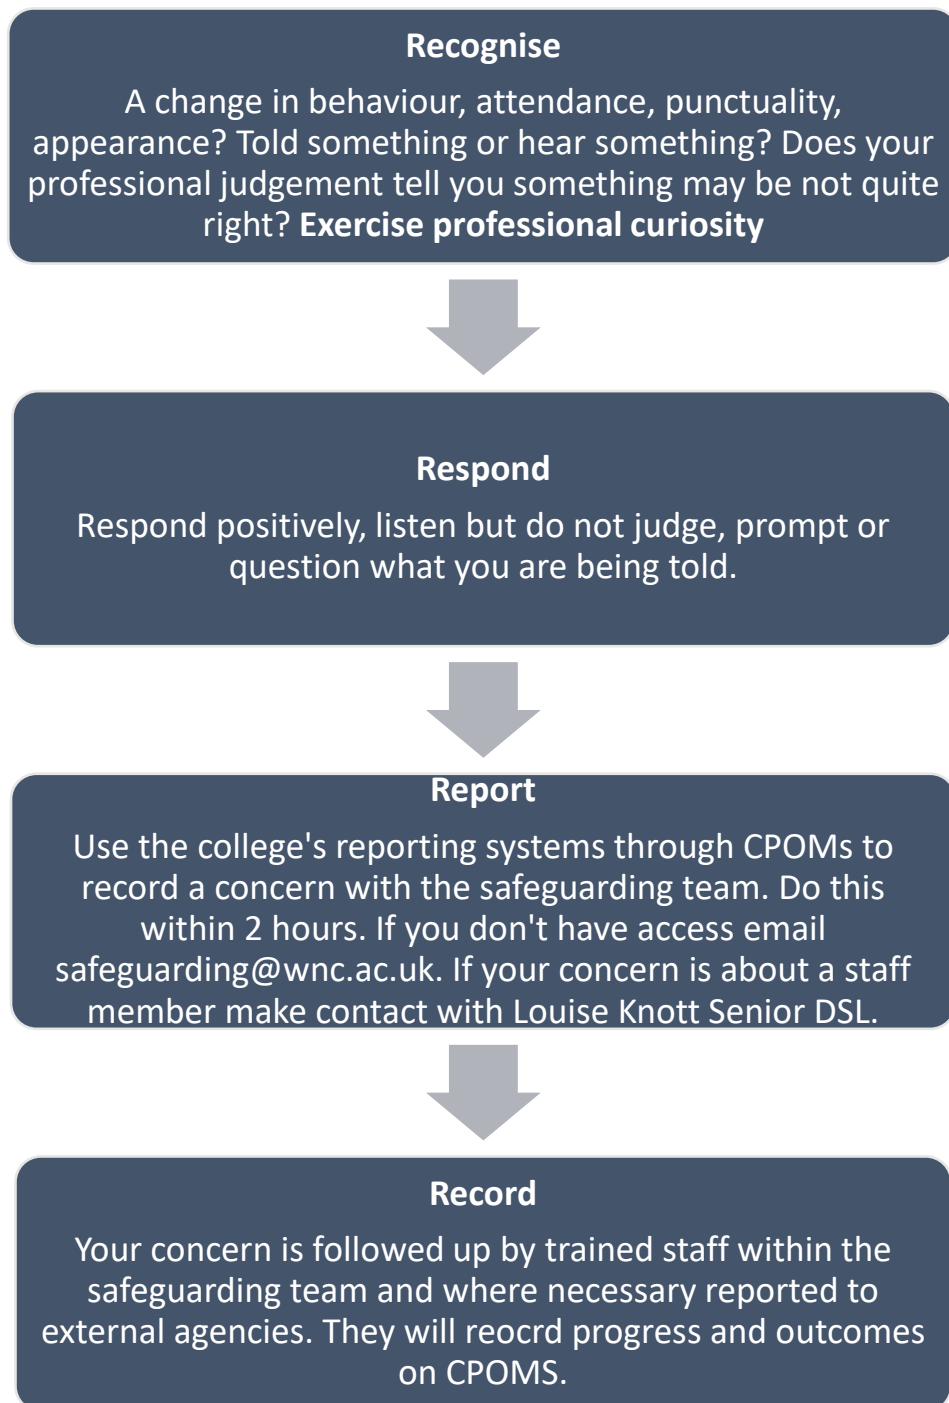 Recognise
A change in behaviour, attendance, punctuality,
appearance? Told something or hear something? Does your
professional judgement tell you something may be not quite
right? Exercise professional curiosity
Respond
Respond positively, listen but do not judge, prompt or
question what you are being told.
Report
Use the college's reporting systems through CPOMs to
record a concern with the safeguarding team. Do this
within 2 hours. If you don't have access email
safeguarding@wnc.ac.uk. If your concern is about a staff
member make contact with Louise Knott Senior DSL.
Record
Your concern is followed up by trained staff within the
safeguarding team and where necessary reported to
external agencies. They will reocrd progress and outcomes
on CPOMS.